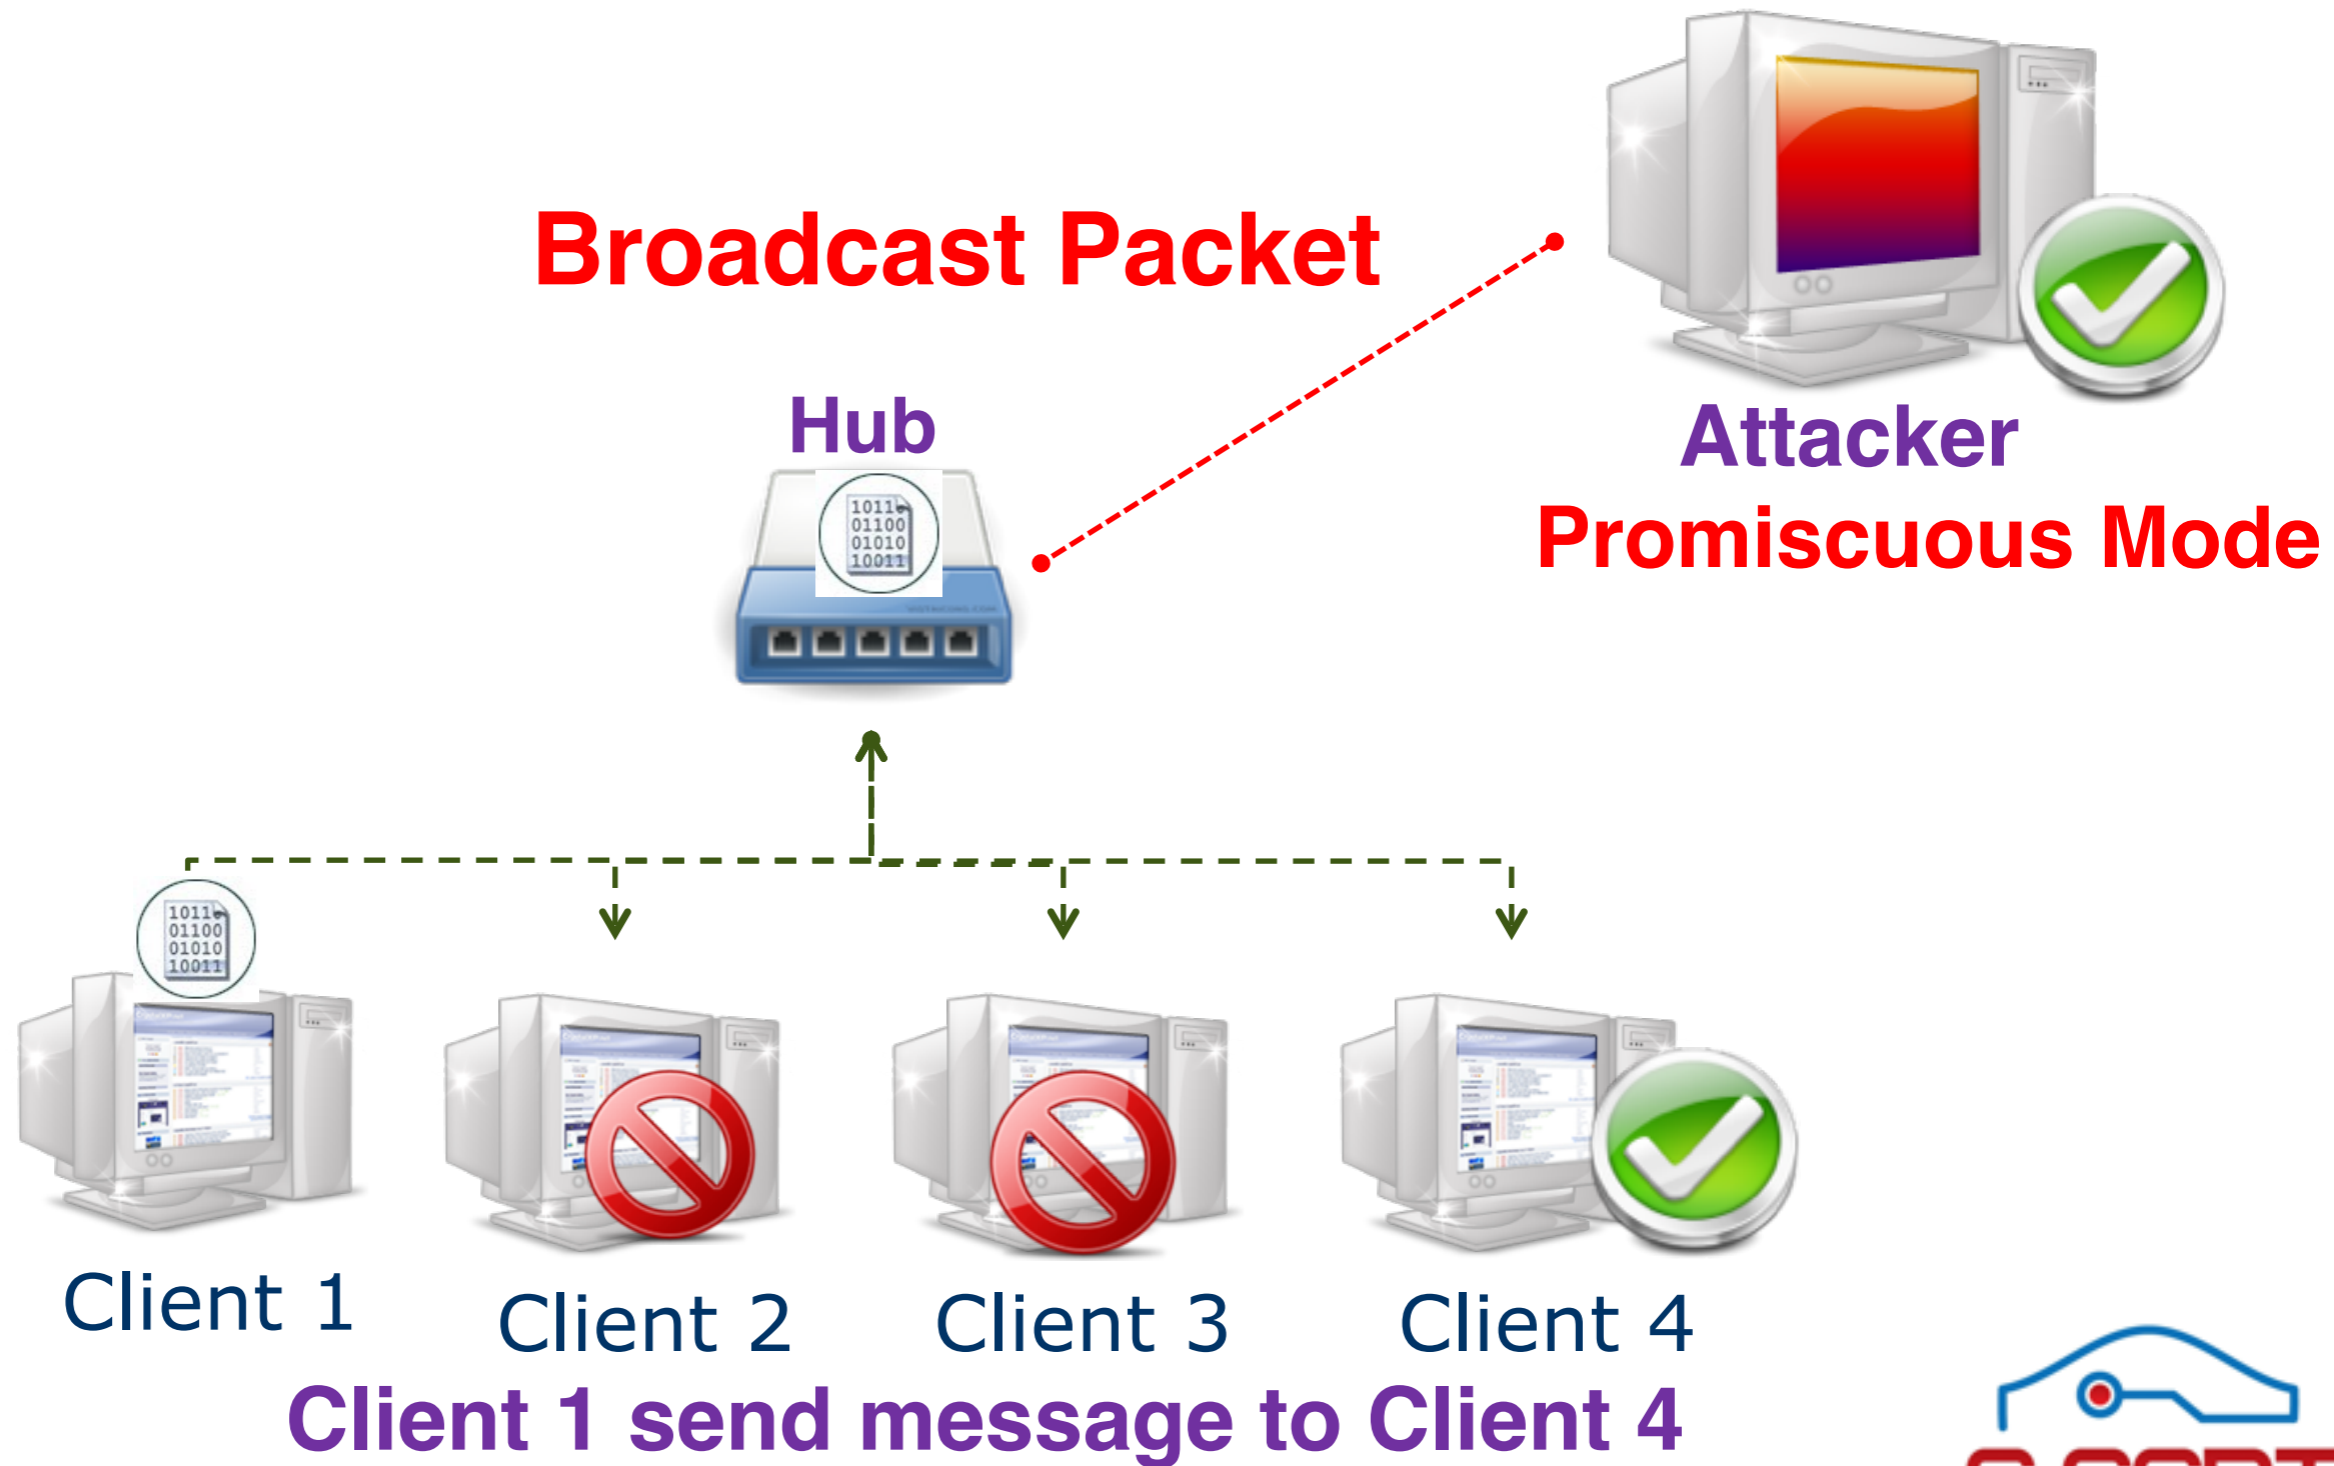 Broadcast Packet
Hub
Attacker
Promiscuous Mode
1011
01100
01010
10011
1011
01100
01010
10011
Client 1
Client 2
Client 3
Client 4
Client 1 send message to Client 4